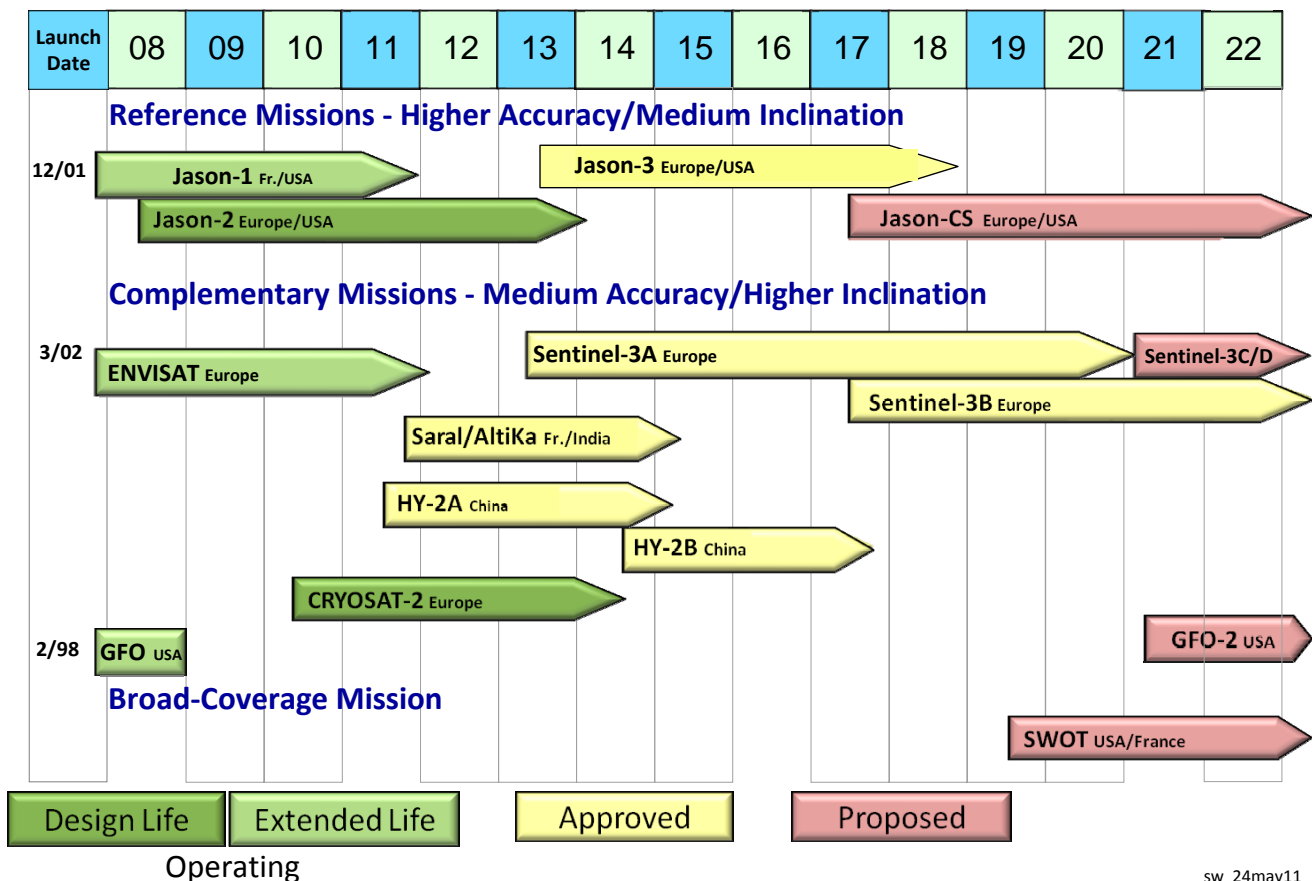 Launch Date 08 09 10 11 12 13 14 15 16 17 18 19 20 21 22
Reference Missions - Higher Accuracy/Medium Inclination
12/01 Jason-1 Fr./USA Jason-3 Europe/USA
Jason-2 Europe/USA Jason-CS Europe/USA
Complementary Missions - Medium Accuracy/Higher Inclination
3/02 ENVISAT Europe Sentinel-3A Europe Sentinel-3C/D
Sentinel-3B Europe
Saral/AltiKa Fr./India
HY-2A China
HY-2B China
CRYOSAT-2 Europe
2/98 GFO USA GFO-2 USA
Broad-Coverage Mission
SWOT USA/France
Design Life Extended Life Approved Proposed
Operating
sw_24may11